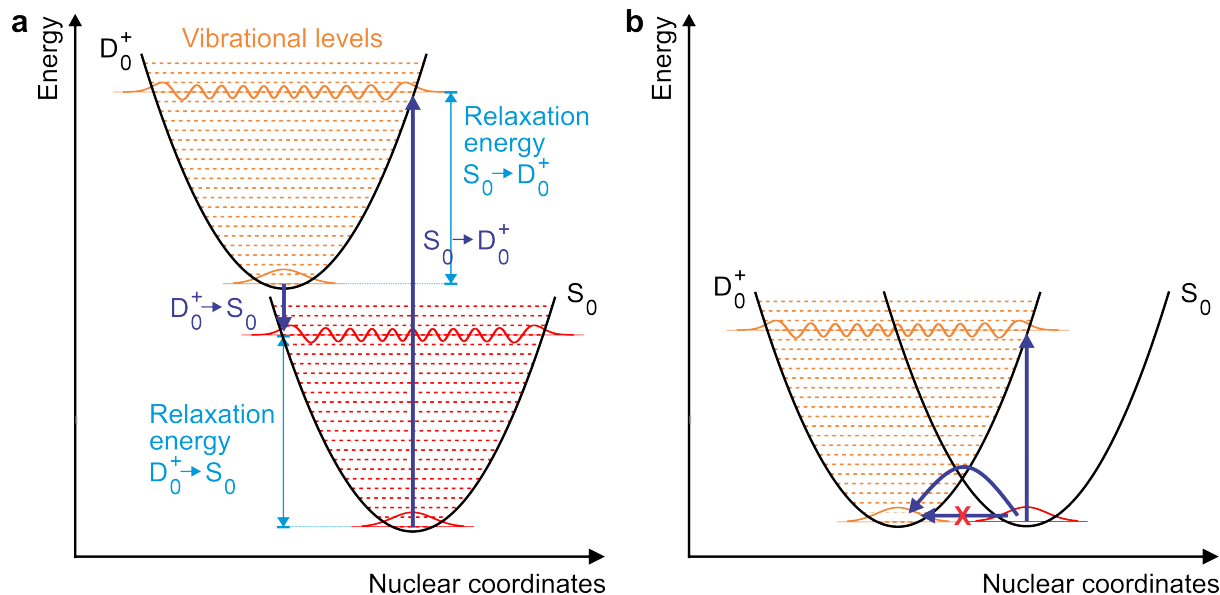 a
Energy
D₀⁺
Vibrational levels
Relaxation
energy
S₀→D₀⁺
S₀→D₀⁺
D₀⁺→S₀
S₀
Relaxation
energy
D₀⁺→S₀
Nuclear coordinates
b
Energy
D₀⁺
S₀
X
Nuclear coordinates